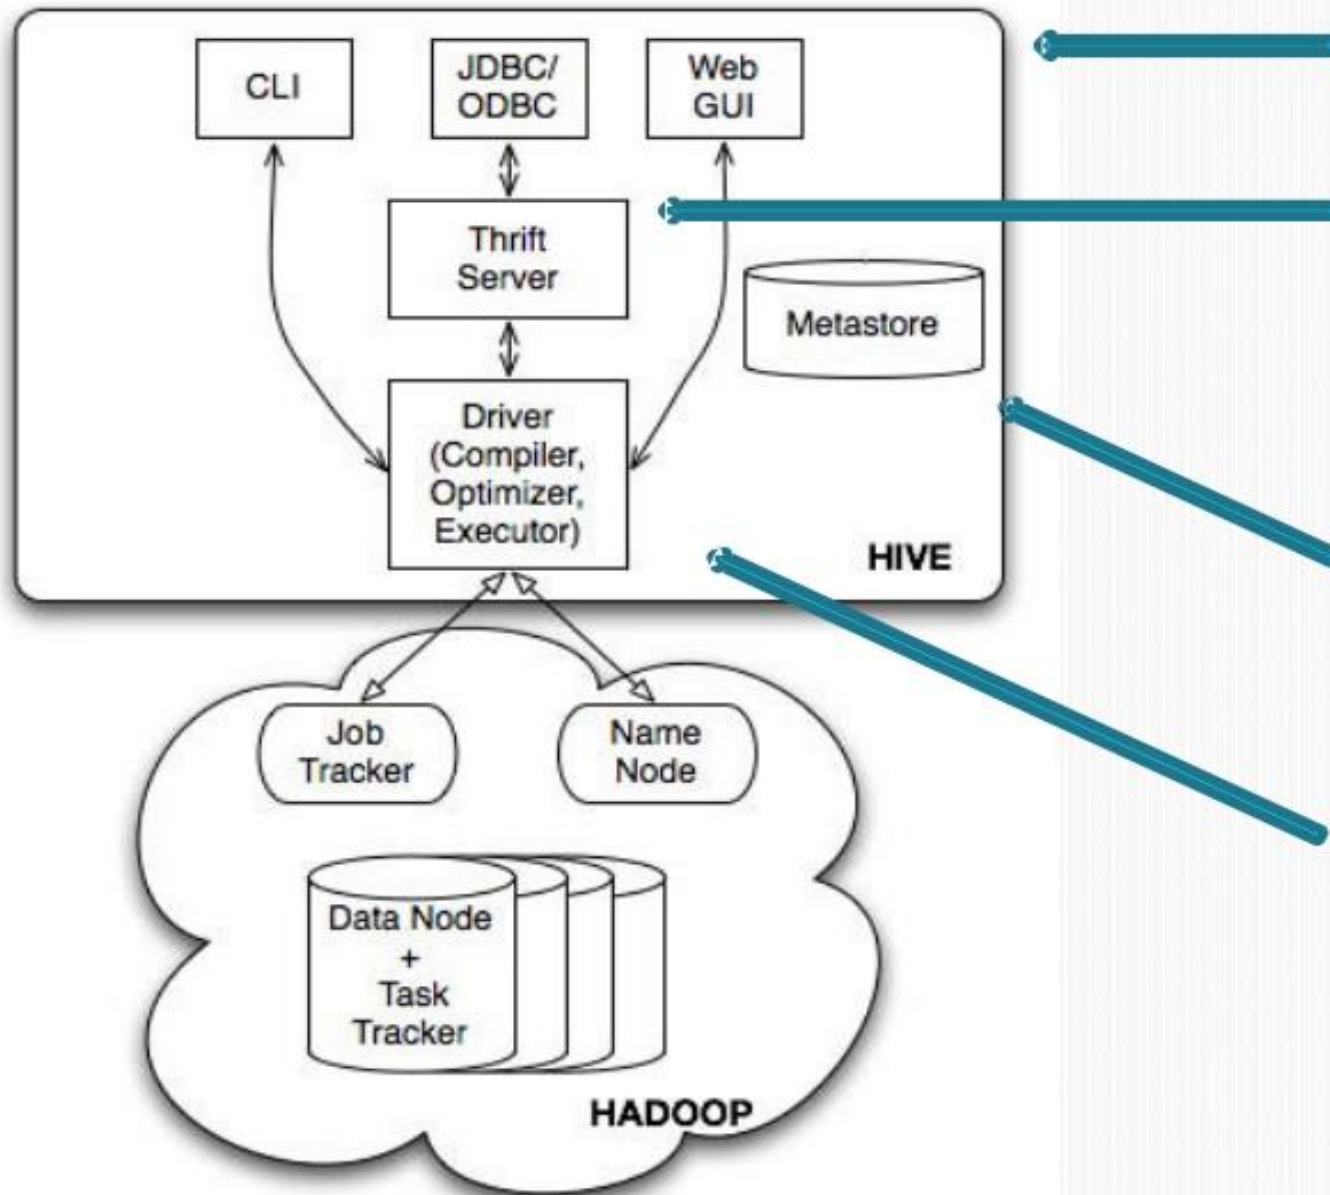 CLI
JDBC/
ODBC
Web
GUI
Thrift
Server
Metastore
Driver
(Compiler,
Optimizer,
Executor)
HIVE
Job
Tracker
Name
Node
Data Node
+
Task
Tracker
HADOOP